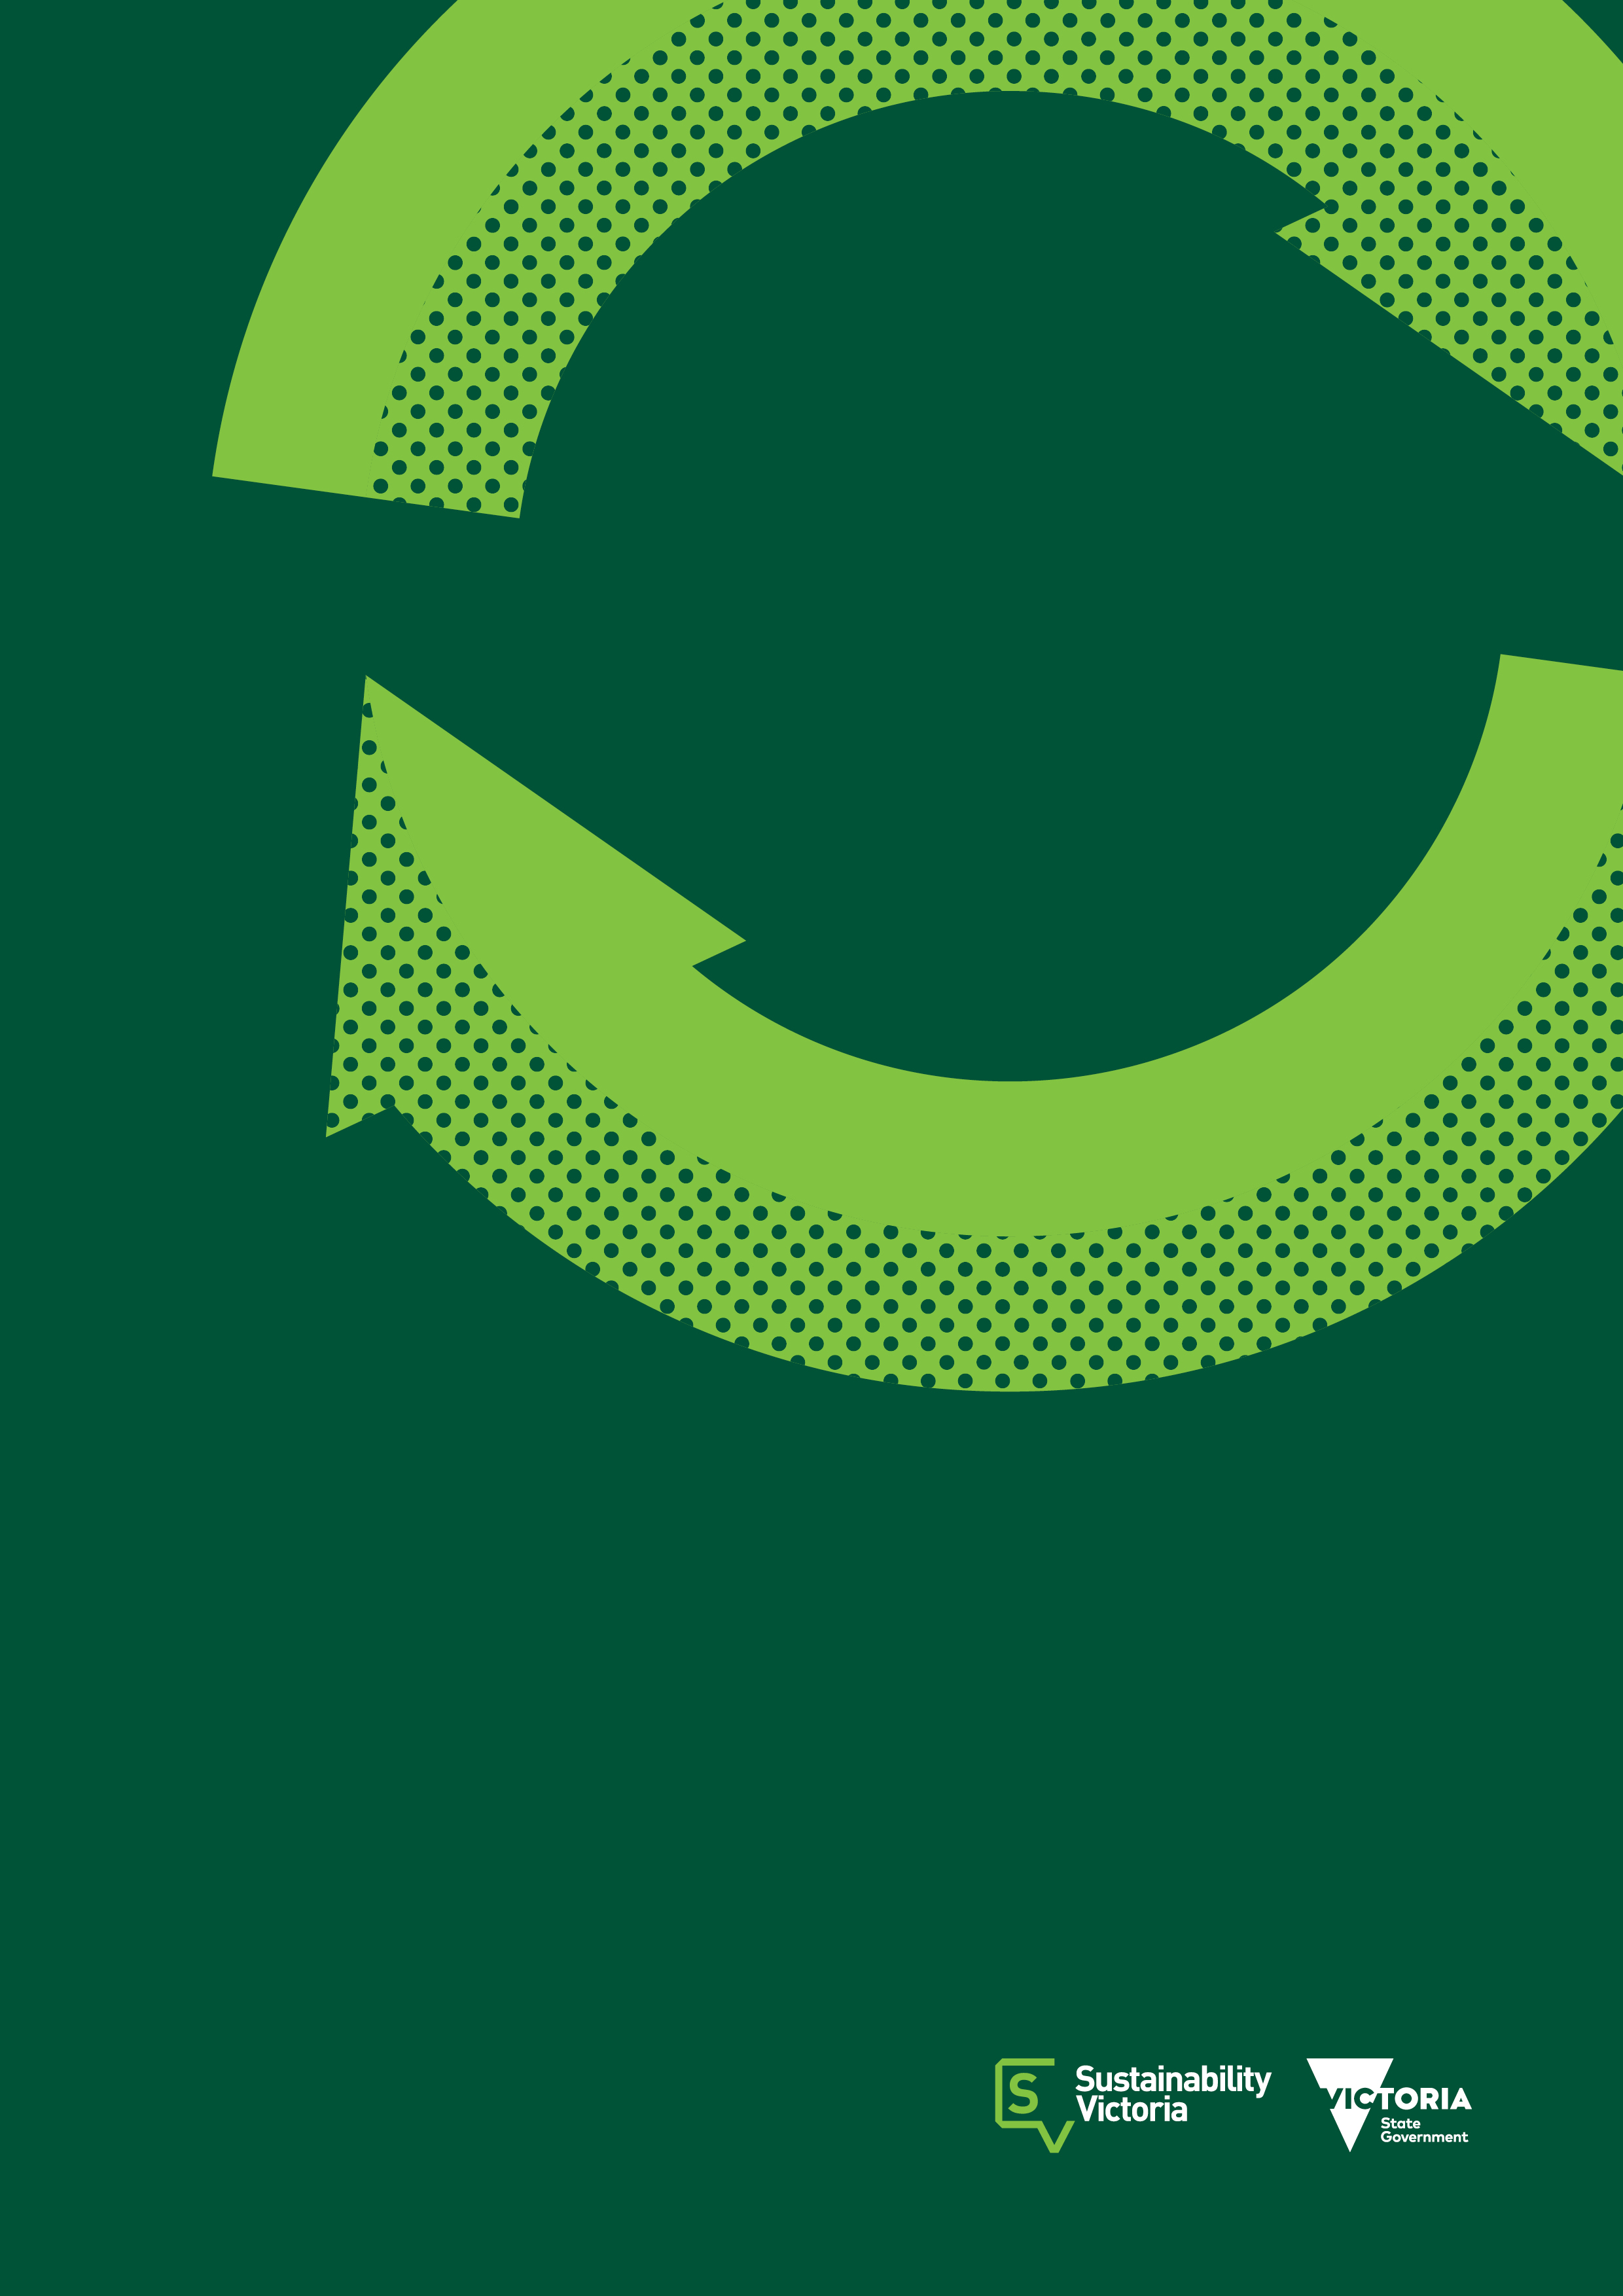 S
Sustainability
Victoria
VICTORIA
State
Government